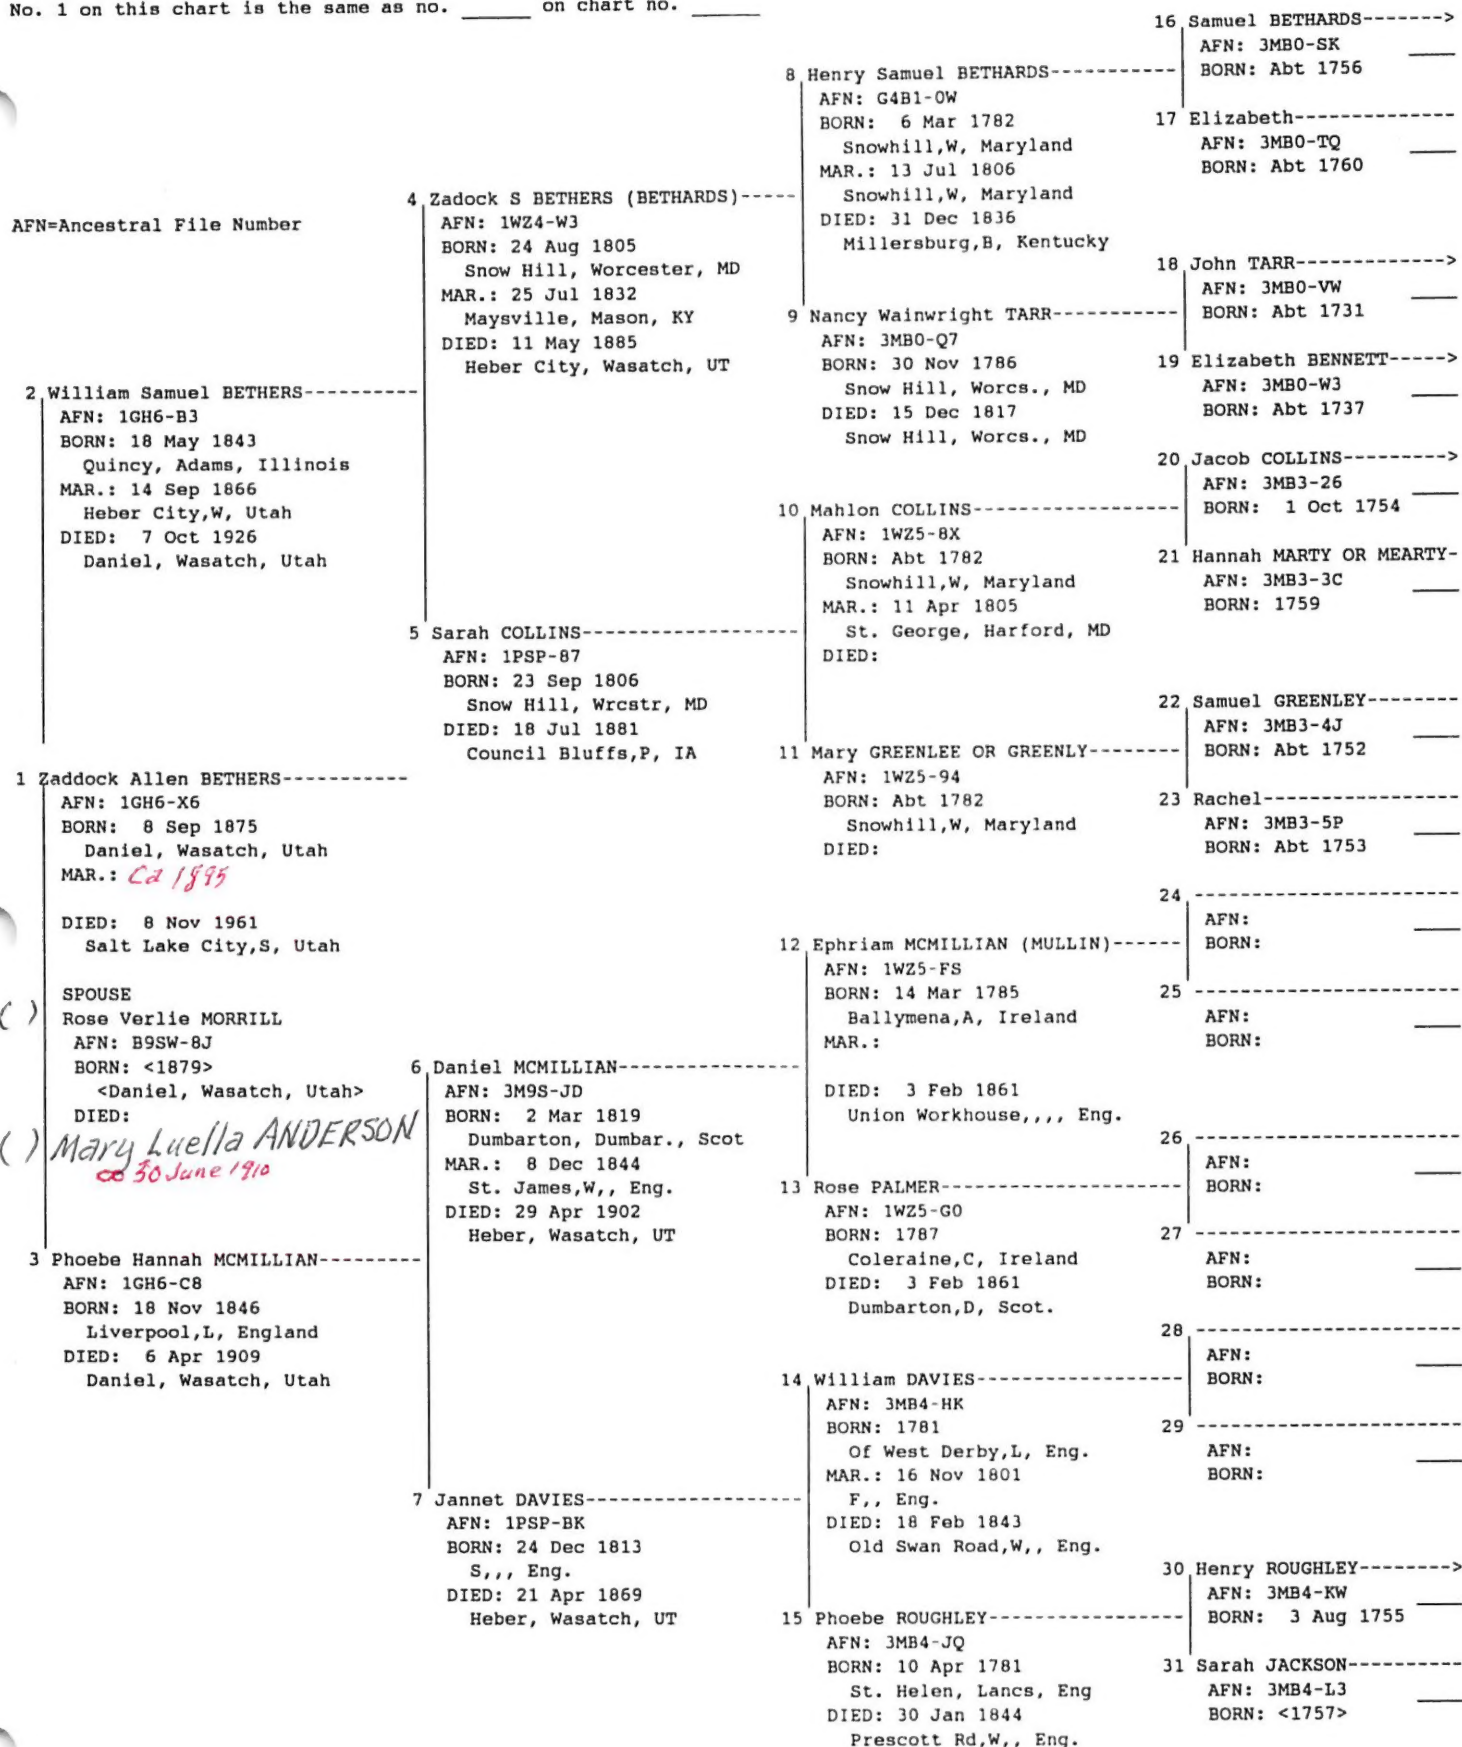 No. 1 on this chart is the same as no. ______ on chart no. ______
AFN=Ancestral File Number
2 William Samuel BETHERS----------
AFN: 1GH6-B3
BORN: 18 May 1843
Quincy, Adams, Illinois
MAR.: 14 Sep 1866
Heber City,W, Utah
DIED: 7 Oct 1926
Daniel, Wasatch, Utah
1 Zaddock Allen BETHERS-----------
AFN: 1GH6-X6
BORN: 8 Sep 1875
Daniel, Wasatch, Utah
MAR.: Ca 1895
DIED: 8 Nov 1961
Salt Lake City,S, Utah
SPOUSE
( ) Rose Verlie MORRILL
AFN: B9SW-8J
BORN: <1879>
<Daniel, Wasatch, Utah>
DIED:
( ) Mary Luella ANDERSON
∞ 30 June 1910
3 Phoebe Hannah MCMILLIAN---------
AFN: 1GH6-C8
BORN: 18 Nov 1846
Liverpool,L, England
DIED: 6 Apr 1909
Daniel, Wasatch, Utah
4 Zadock S BETHERS (BETHARDS)-----
AFN: 1WZ4-W3
BORN: 24 Aug 1805
Snow Hill, Worcester, MD
MAR.: 25 Jul 1832
Maysville, Mason, KY
DIED: 11 May 1885
Heber City, Wasatch, UT
5 Sarah COLLINS------------------
AFN: 1PSP-87
BORN: 23 Sep 1806
Snow Hill, Wrcstr, MD
DIED: 18 Jul 1881
Council Bluffs,P, IA
6 Daniel MCMILLIAN---------------
AFN: 3M9S-JD
BORN: 2 Mar 1819
Dumbarton, Dumbar., Scot
MAR.: 8 Dec 1844
St. James,W,, Eng.
DIED: 29 Apr 1902
Heber, Wasatch, UT
7 Jannet DAVIES------------------
AFN: 1PSP-BK
BORN: 24 Dec 1813
S,,, Eng.
DIED: 21 Apr 1869
Heber, Wasatch, UT
8 Henry Samuel BETHARDS-----------
AFN: G4B1-0W
BORN: 6 Mar 1782
Snowhill,W, Maryland
MAR.: 13 Jul 1806
Snowhill,W, Maryland
DIED: 31 Dec 1836
Millersburg,B, Kentucky
9 Nancy Wainwright TARR-----------
AFN: 3MB0-Q7
BORN: 30 Nov 1786
Snow Hill, Worcs., MD
DIED: 15 Dec 1817
Snow Hill, Worcs., MD
10 Mahlon COLLINS------------------
AFN: 1WZ5-8X
BORN: Abt 1782
Snowhill,W, Maryland
MAR.: 11 Apr 1805
St. George, Harford, MD
DIED:
11 Mary GREENLEE OR GREENLY--------
AFN: 1WZ5-94
BORN: Abt 1782
Snowhill,W, Maryland
DIED:
12 Ephriam MCMILLIAN (MULLIN)------
AFN: 1WZ5-FS
BORN: 14 Mar 1785
Ballymena,A, Ireland
MAR.:
DIED: 3 Feb 1861
Union Workhouse,,,, Eng.
13 Rose PALMER---------------------
AFN: 1WZ5-G0
BORN: 1787
Coleraine,C, Ireland
DIED: 3 Feb 1861
Dumbarton,D, Scot.
14 William DAVIES------------------
AFN: 3MB4-HK
BORN: 1781
Of West Derby,L, Eng.
MAR.: 16 Nov 1801
F,, Eng.
DIED: 18 Feb 1843
Old Swan Road,W,, Eng.
15 Phoebe ROUGHLEY-----------------
AFN: 3MB4-JQ
BORN: 10 Apr 1781
St. Helen, Lancs, Eng
DIED: 30 Jan 1844
Prescott Rd,W,, Eng.
16 Samuel BETHARDS------->
AFN: 3MB0-SK
BORN: Abt 1756
17 Elizabeth--------------
AFN: 3MB0-TQ
BORN: Abt 1760
18 John TARR------------->
AFN: 3MB0-VW
BORN: Abt 1731
19 Elizabeth BENNETT----->
AFN: 3MB0-W3
BORN: Abt 1737
20 Jacob COLLINS--------->
AFN: 3MB3-26
BORN: 1 Oct 1754
21 Hannah MARTY OR MEARTY-
AFN: 3MB3-3C
BORN: 1759
22 Samuel GREENLEY--------
AFN: 3MB3-4J
BORN: Abt 1752
23 Rachel-----------------
AFN: 3MB3-5P
BORN: Abt 1753
24 -----------------------
AFN:
BORN:
25 -----------------------
AFN:
BORN:
26 -----------------------
AFN:
BORN:
27 -----------------------
AFN:
BORN:
28 -----------------------
AFN:
BORN:
29 -----------------------
AFN:
BORN:
30 Henry ROUGHLEY-------->
AFN: 3MB4-KW
BORN: 3 Aug 1755
31 Sarah JACKSON----------
AFN: 3MB4-L3
BORN: <1757>